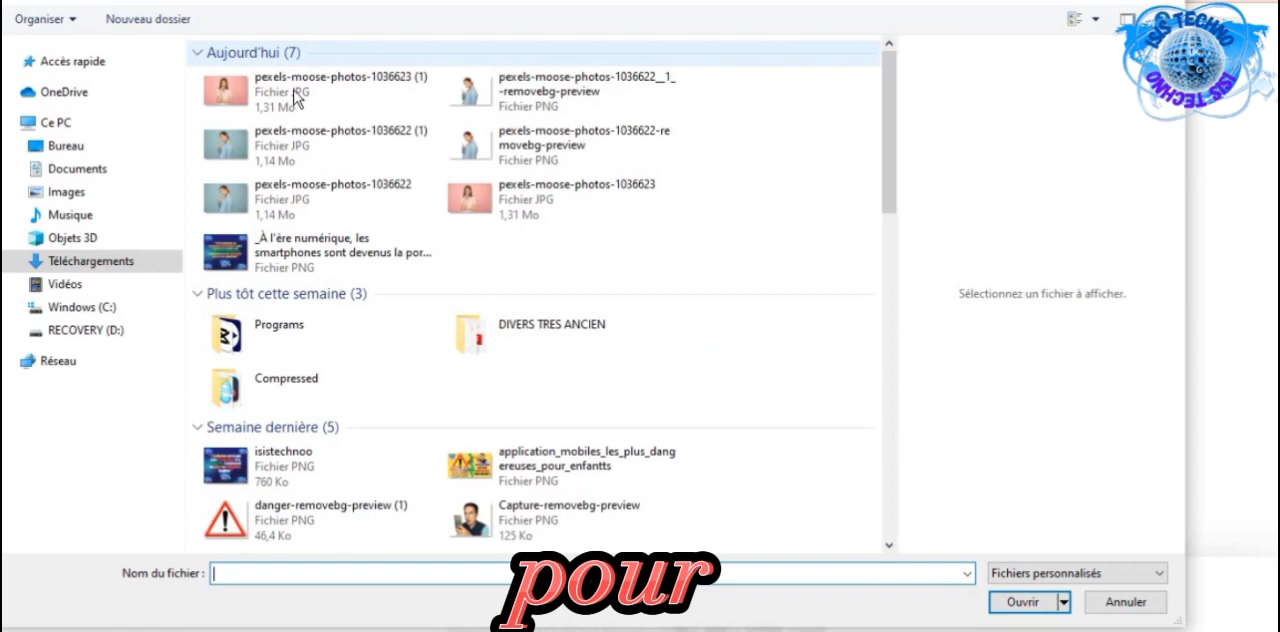 Organiser
Nouveau dossier
ISIS TECHNO
ISIS TECHNO
Accès rapide
OneDrive
Ce PC
Bureau
Documents
Images
Musique
Objets 3D
Téléchargements
Vidéos
Windows (C:)
RECOVERY (D:)
Réseau
Aujourd'hui (7)
pexels-moose-photos-1036623 (1)
Fichier JPG
1,31 Mo
pexels-moose-photos-1036622__1_
-removebg-preview
Fichier PNG
pexels-moose-photos-1036622 (1)
Fichier JPG
1,14 Mo
pexels-moose-photos-1036622-re
movebg-preview
Fichier PNG
pexels-moose-photos-1036622
Fichier JPG
1,14 Mo
pexels-moose-photos-1036623
Fichier JPG
1,31 Mo
_À l'ère numérique, les
smartphones sont devenus la por...
Fichier PNG
Plus tôt cette semaine (3)
Programs
DIVERS TRES ANCIEN
Compressed
Semaine dernière (5)
isistechnoo
Fichier PNG
760 Ko
application_mobiles_les_plus_dang
ereuses_pour_enfantts
Fichier PNG
danger-removebg-preview (1)
Fichier PNG
46,4 Ko
Capture-removebg-preview
Fichier PNG
125 Ko
Sélectionnez un fichier à afficher.
Nom du fichier :
Fichiers personnalisés
Ouvrir
Annuler
pour